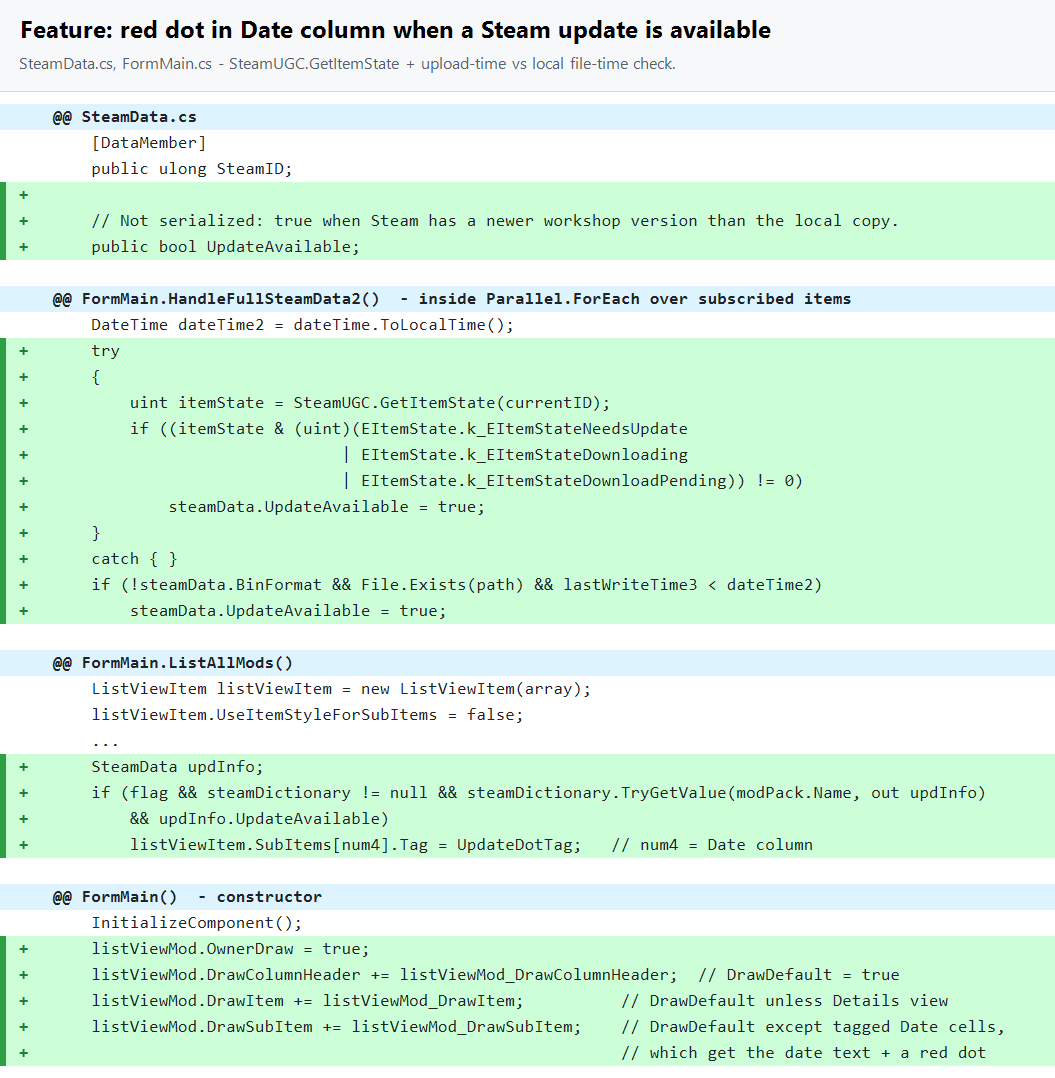 Feature: red dot in Date column when a Steam update is available
SteamData.cs, FormMain.cs - SteamUGC.GetItemState + upload-time vs local file-time check.
@@ SteamData.cs
[DataMember]
public ulong SteamID;
+
+ // Not serialized: true when Steam has a newer workshop version than the local copy.
+ public bool UpdateAvailable;
@@ FormMain.HandleFullSteamData2()  - inside Parallel.ForEach over subscribed items
DateTime dateTime2 = dateTime.ToLocalTime();
+ try
+ {
+     uint itemState = SteamUGC.GetItemState(currentID);
+     if ((itemState & (uint)(EItemState.k_EItemStateNeedsUpdate
+                           | EItemState.k_EItemStateDownloading
+                           | EItemState.k_EItemStateDownloadPending)) != 0)
+         steamData.UpdateAvailable = true;
+ }
+ catch { }
+ if (!steamData.BinFormat && File.Exists(path) && lastWriteTime3 < dateTime2)
+     steamData.UpdateAvailable = true;
@@ FormMain.ListAllMods()
ListViewItem listViewItem = new ListViewItem(array);
listViewItem.UseItemStyleForSubItems = false;
...
+ SteamData updInfo;
+ if (flag && steamDictionary != null && steamDictionary.TryGetValue(modPack.Name, out updInfo)
+     && updInfo.UpdateAvailable)
+     listViewItem.SubItems[num4].Tag = UpdateDotTag;   // num4 = Date column
@@ FormMain()  - constructor
InitializeComponent();
+ listViewMod.OwnerDraw = true;
+ listViewMod.DrawColumnHeader += listViewMod_DrawColumnHeader;  // DrawDefault = true
+ listViewMod.DrawItem += listViewMod_DrawItem;          // DrawDefault unless Details view
+ listViewMod.DrawSubItem += listViewMod_DrawSubItem;    // DrawDefault except tagged Date cells,
+                                                        // which get the date text + a red dot